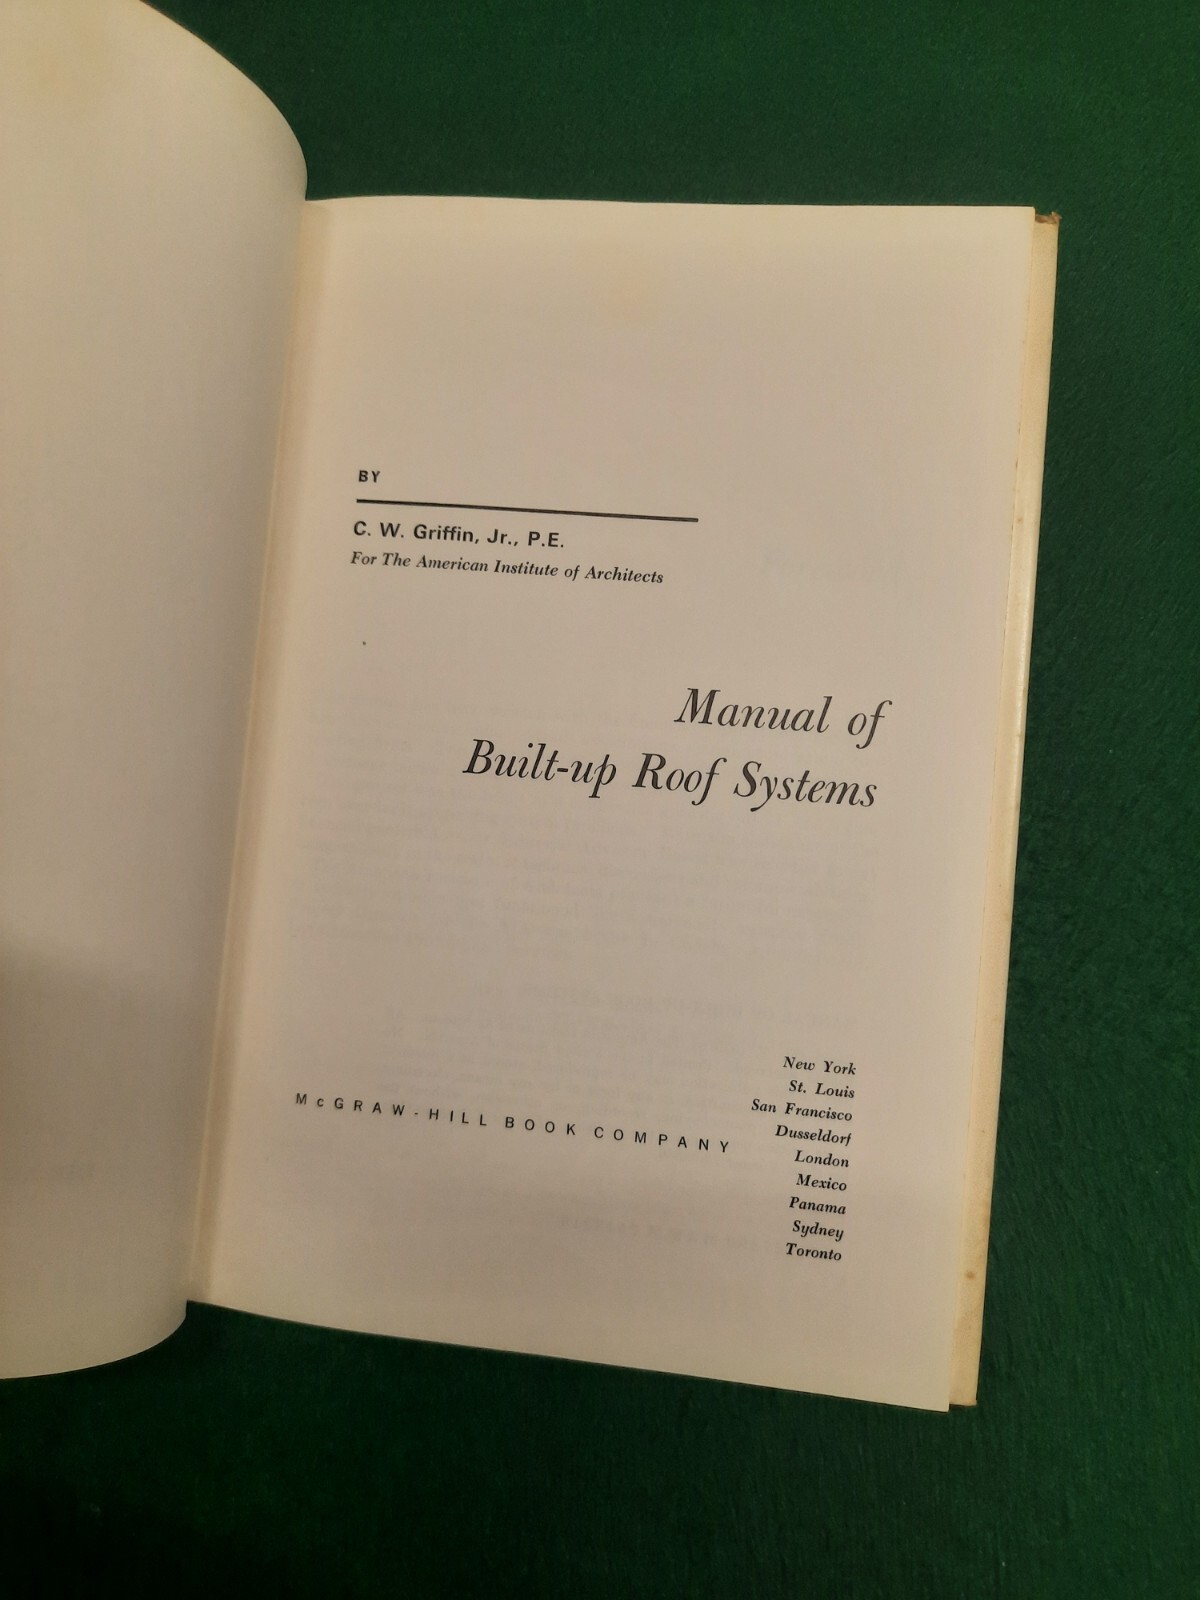 BY
C. W. Griffin, Jr., P.E.
For The American Institute of Architects
Manual of
Built-up Roof Systems
McGRAW-HILL BOOK COMPANY
New York
St. Louis
San Francisco
Dusseldorf
London
Mexico
Panama
Sydney
Toronto